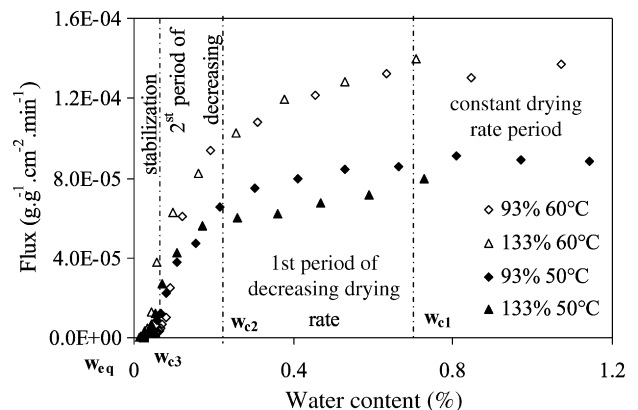 1.6E-04
1.2E-04
8.0E-05
4.0E-05
0.0E+00
Flux (g.g-1.cm-2.min-1)
stabilization
2st period of
decreasing
constant drying
rate period
93% 60°C
133% 60°C
93% 50°C
133% 50°C
1st period of
decreasing drying
rate
wc2
wc1
weq
wc3
0
0.4
0.8
1.2
Water content (%)